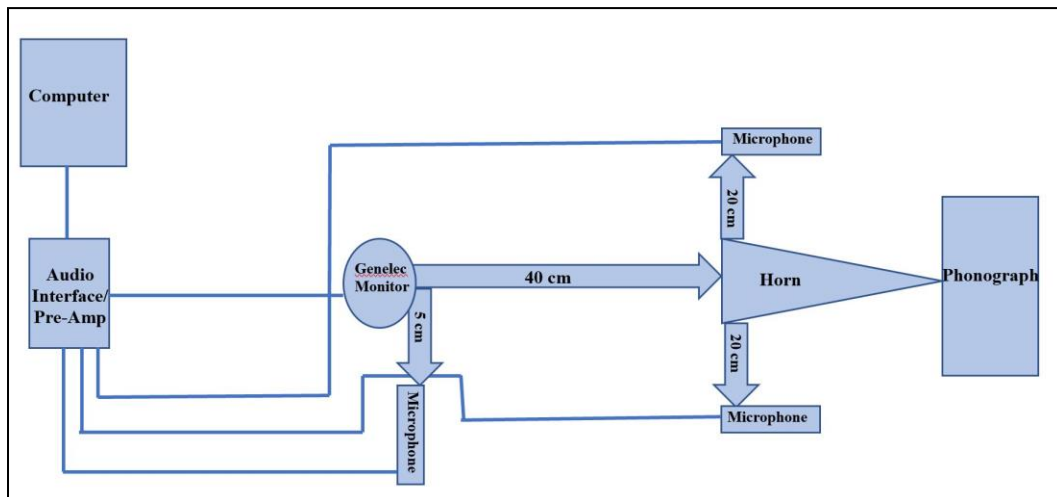 Computer
Microphone
20 cm
Audio
Interface/
Pre-Amp
Genelec
Monitor
40 cm
Horn
Phonograph
5 cm
20 cm
Microphone
Microphone